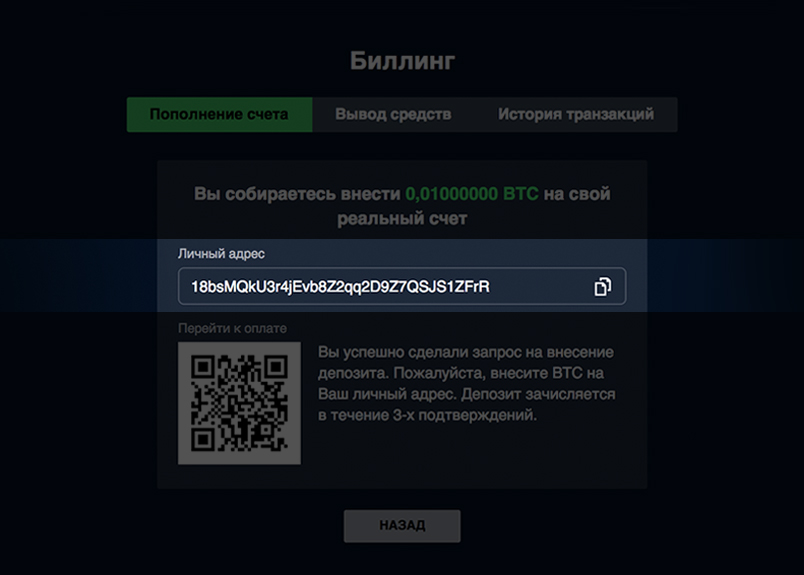 Биллинг
Пополнение счета
Вывод средств
История транзакций
Вы собираетесь внести 0,01000000 BTC на свой
реальный счет
Личный адрес
18bsMQkU3r4jEvb8Z2qq2D9Z7QSJS1ZFrR
Перейти к оплате
Вы успешно сделали запрос на внесение
депозита. Пожалуйста, внесите BTC на
Ваш личный адрес. Депозит зачисляется
в течение 3-х подтверждений.
НАЗАД